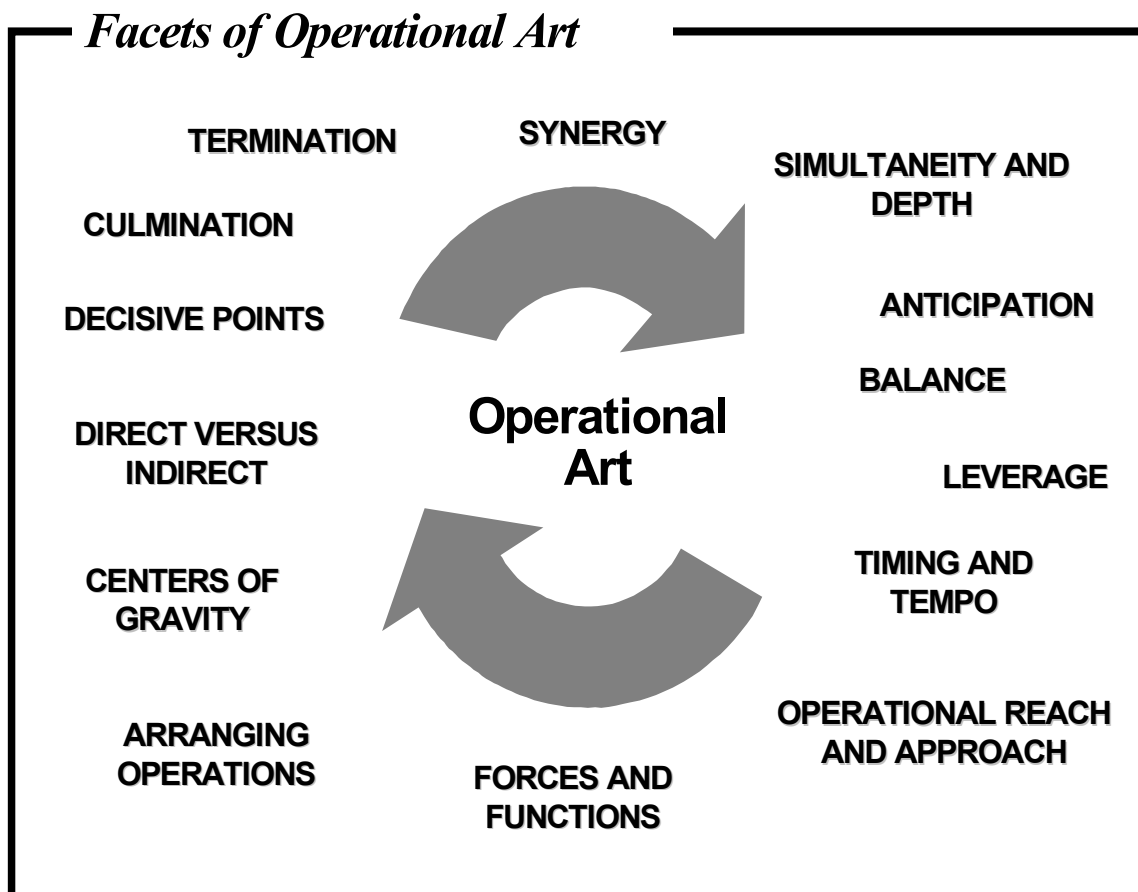 Facets of Operational Art
TERMINATION
SYNERGY
SIMULTANEITY AND
DEPTH
CULMINATION
ANTICIPATION
DECISIVE POINTS
BALANCE
Operational
Art
DIRECT VERSUS
INDIRECT
LEVERAGE
CENTERS OF
GRAVITY
TIMING AND
TEMPO
OPERATIONAL REACH
AND APPROACH
ARRANGING
OPERATIONS
FORCES AND
FUNCTIONS